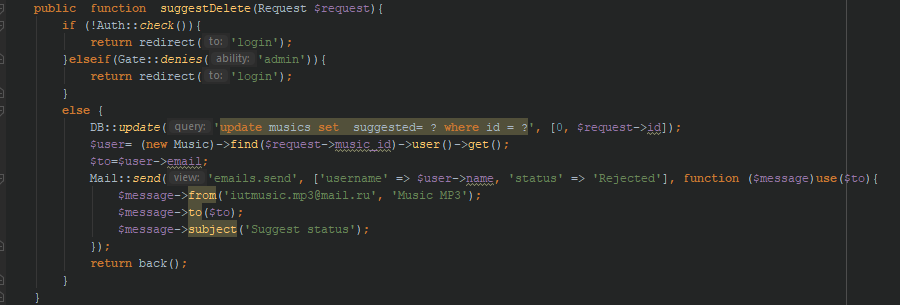 public  function  suggestDelete(Request $request){
    if (!Auth::check()){
        return redirect( to: 'login');
    }elseif(Gate::denies( ability: 'admin')){
        return redirect( to: 'login');
    }
    else {
        DB::update( query: 'update musics set  suggested= ? where id = ?', [0, $request->id]);
        $user= (new Music)->find($request->music_id)->user()->get();
        $to=$user->email;
        Mail::send( view: 'emails.send', ['username' => $user->name, 'status' => 'Rejected'], function ($message)use($to){
            $message->from('iutmusic.mp3@mail.ru', 'Music MP3');
            $message->to($to);
            $message->subject('Suggest status');
        });
        return back();
    }
}